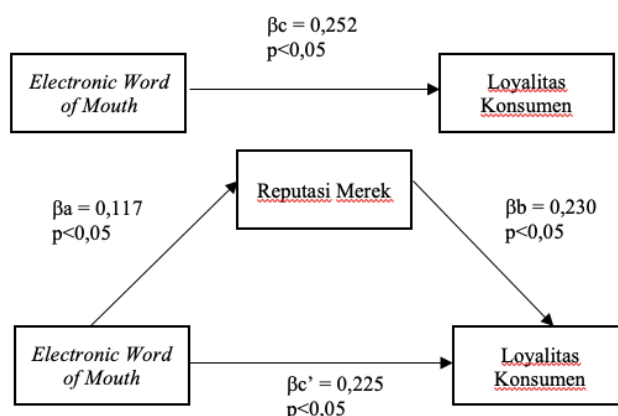 βc = 0,252
p<0,05
Electronic Word
of Mouth
Loyalitas
Konsumen
Reputasi Merek
βa = 0,117
p<0,05
βb = 0,230
p<0,05
Electronic Word
of Mouth
Loyalitas
Konsumen
βc’ = 0,225
p<0,05